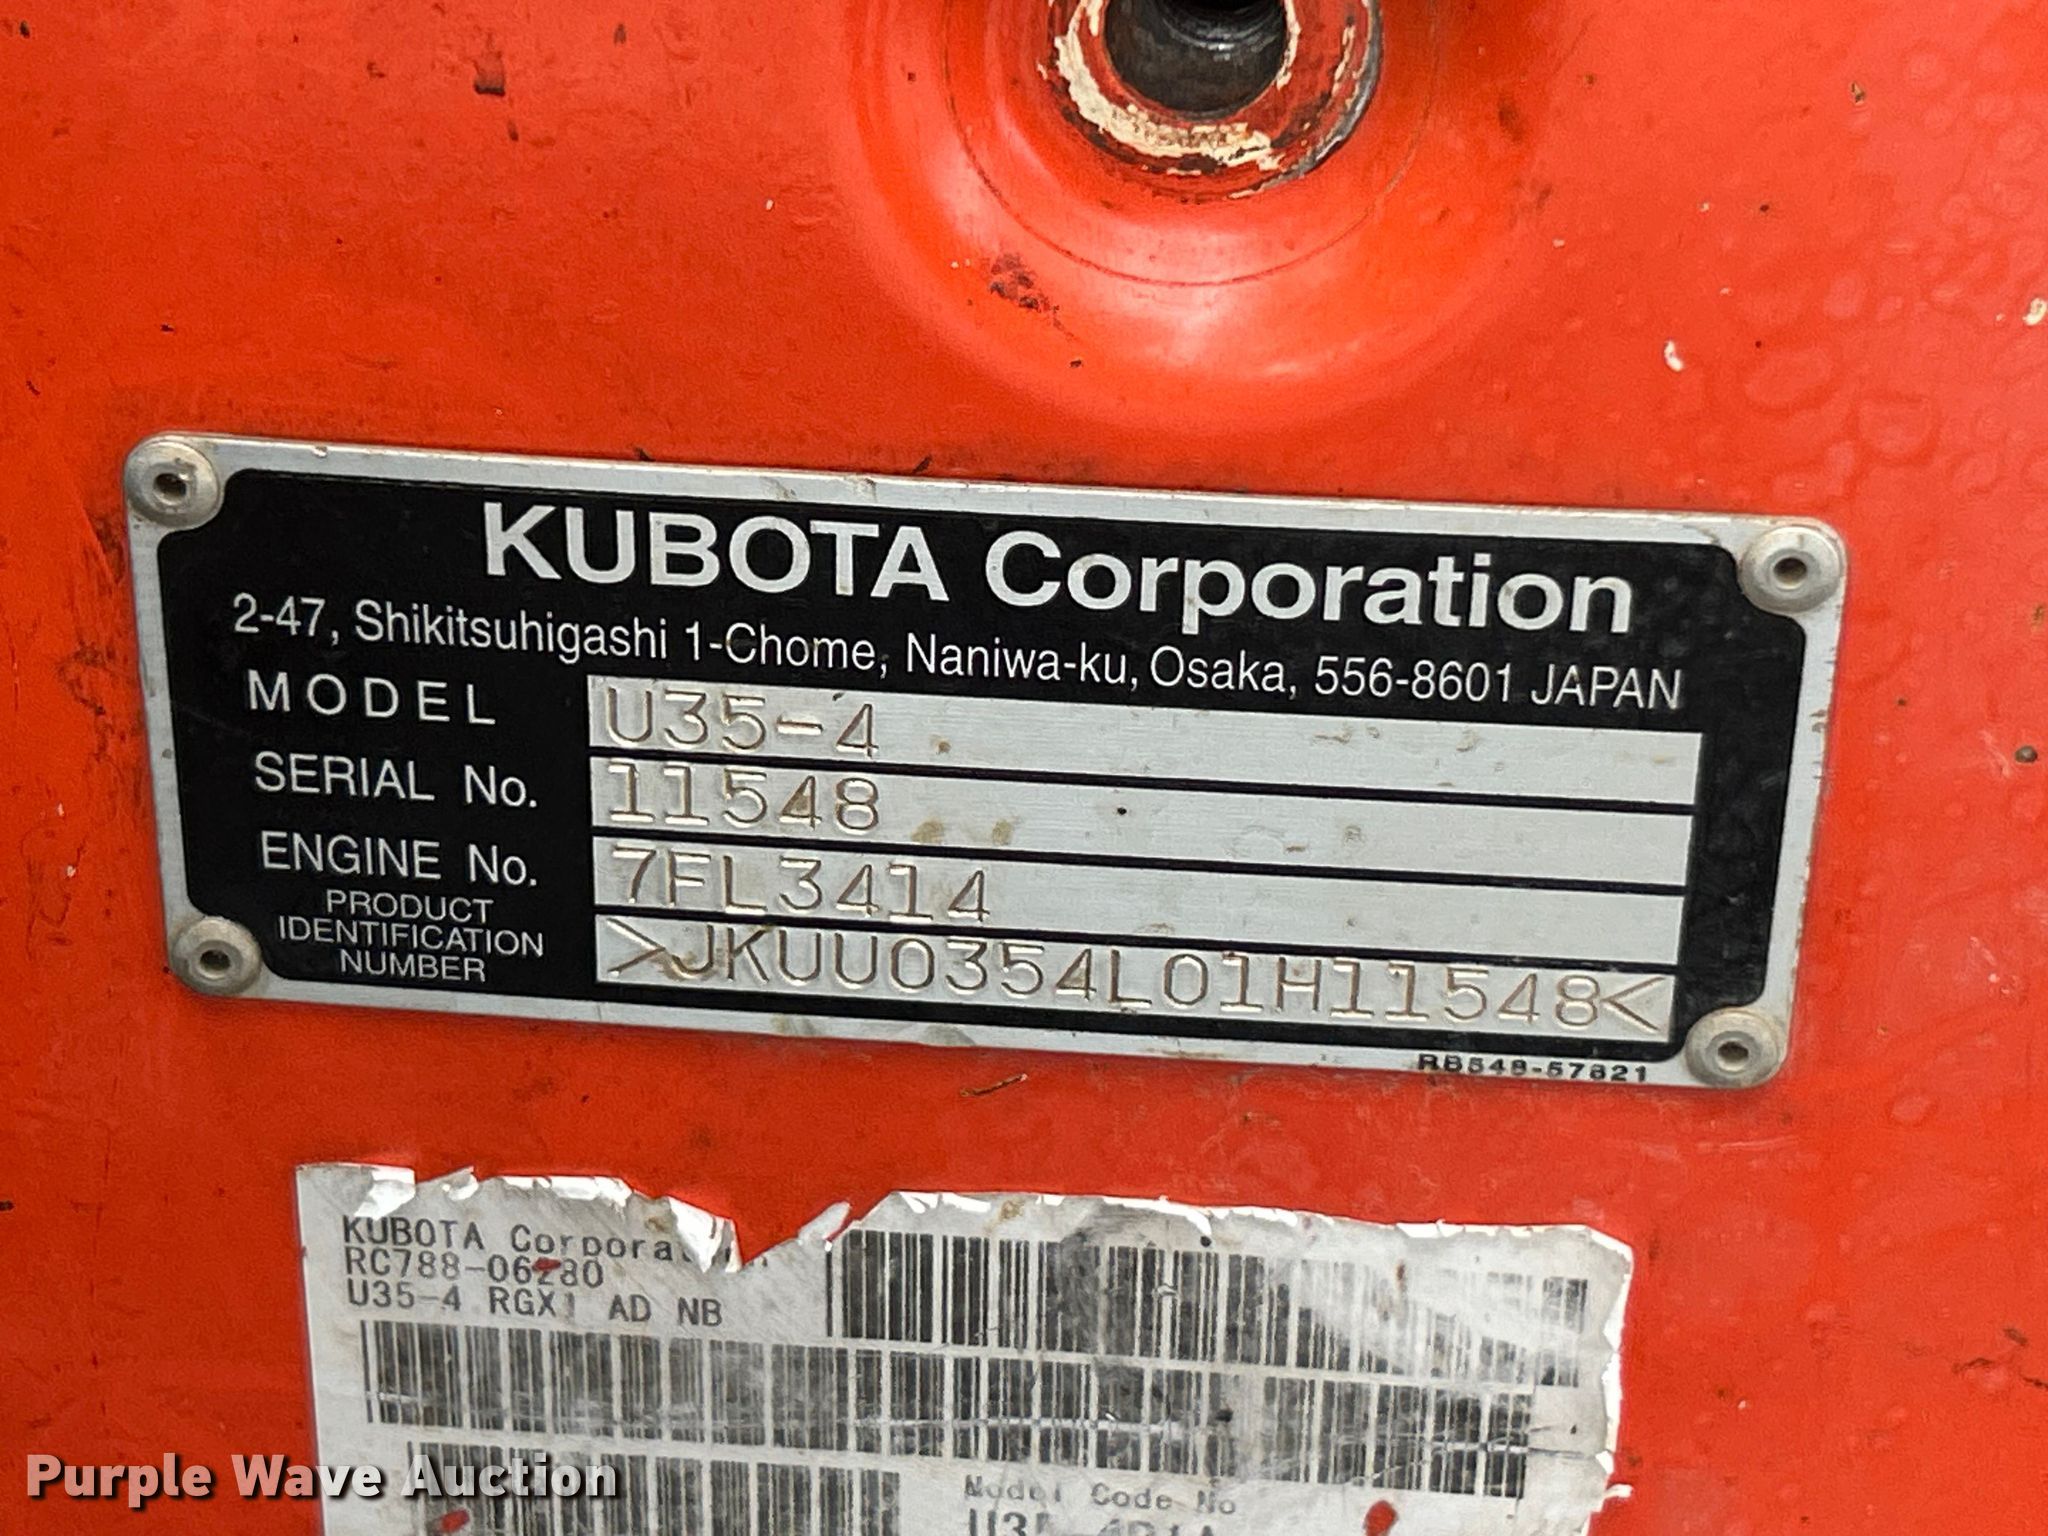 KUBOTA Corporation
2-47, Shikitsuhigashi 1-Chome, Naniwa-ku, Osaka, 556-8601 JAPAN
MODEL U35-4
SERIAL No. 11548
ENGINE No. 7FL3414
PRODUCT
IDENTIFICATION
NUMBER
>JKUU0354L01H11548<
RB548-57821
KUBOTA
RC788-06280
U35-4 RGX1 AD NB
Model Code No
Purple Wave Auction